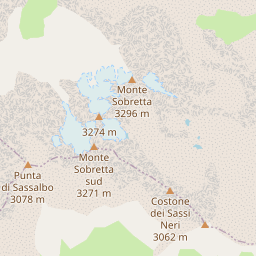 Monte
Sobretta
3296 m
3274 m
Monte
Sobretta
sud
3271 m
Punta
di Sassalbo
3078 m
Costone
dei Sassi
Neri
3062 m